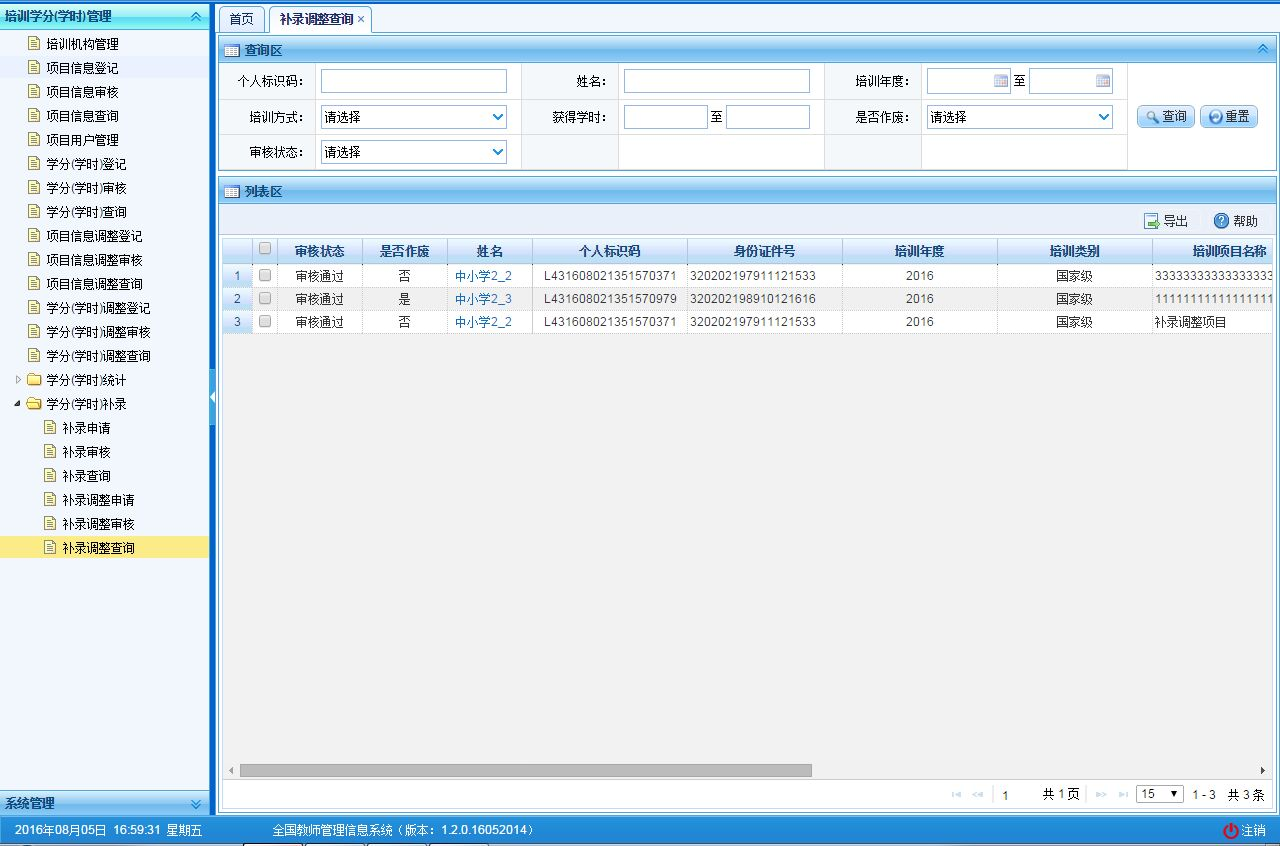 培训学分(学时)管理
培训机构管理
项目信息登记
项目信息审核
项目信息查询
项目用户管理
学分(学时)登记
学分(学时)审核
学分(学时)查询
项目信息调整登记
项目信息调整审核
项目信息调整查询
学分(学时)调整登记
学分(学时)调整审核
学分(学时)调整查询
学分(学时)统计
学分(学时)补录
补录申请
补录审核
补录查询
补录调整申请
补录调整审核
补录调整查询
系统管理
首页 补录调整查询 ×
查询区
个人标识码： 姓名： 培训年度： 至
培训方式： 请选择 获得学时： 至 是否作废： 请选择 查询 重置
审核状态： 请选择
列表区
导出 帮助
审核状态 是否作废 姓名 个人标识码 身份证件号 培训年度 培训类别 培训项目名称
1 审核通过 否 中小学2_2 L431608021351570371 320202197911121533 2016 国家级 33333333333333333
2 审核通过 是 中小学2_3 L431608021351570979 320202198910121616 2016 国家级 11111111111111111
3 审核通过 否 中小学2_2 L431608021351570371 320202197911121533 2016 国家级 补录调整项目
1 共 1 页 15 1 - 3 共 3 条
2016年08月05日 16:59:31 星期五 全国教师管理信息系统（版本：1.2.0.16052014） 注销